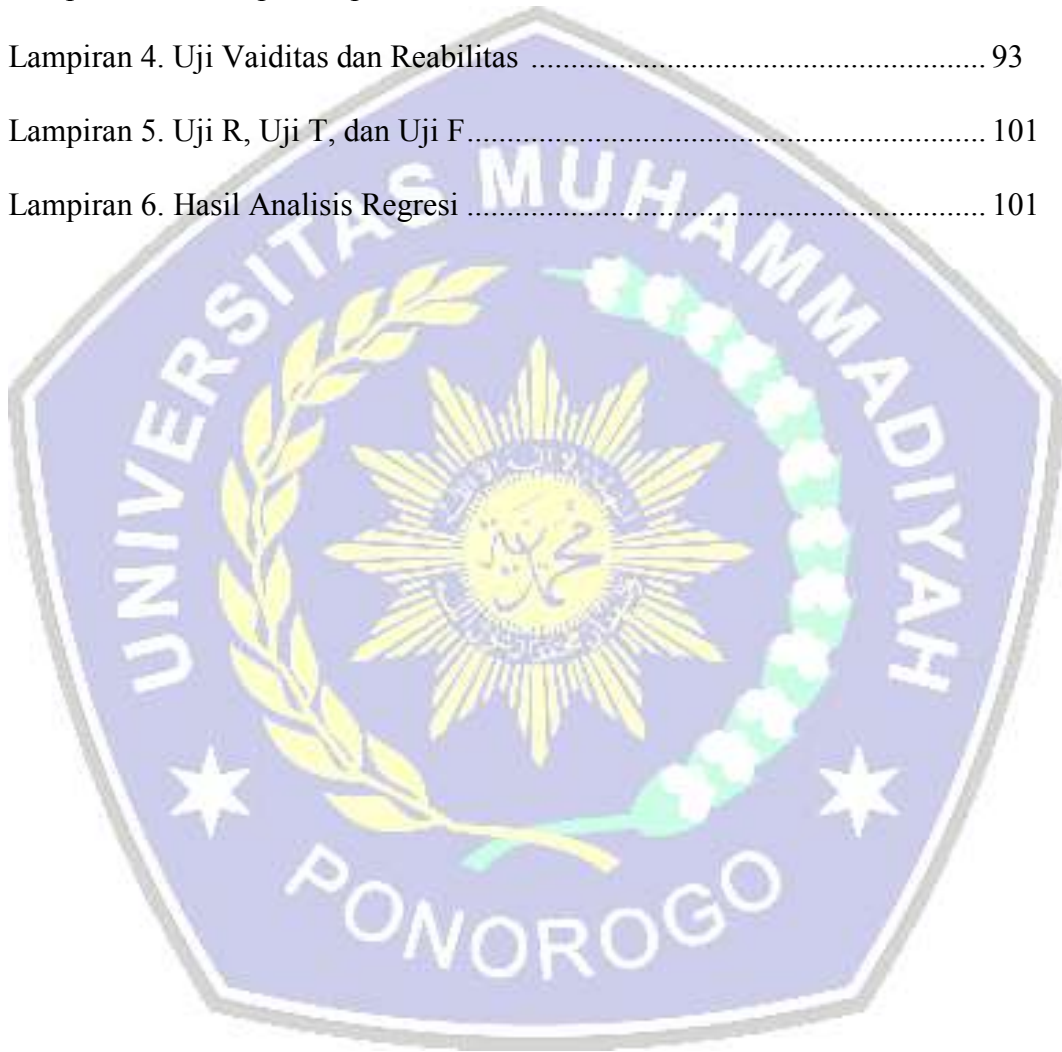 Lampiran 4. Uji Vaiditas dan Reabilitas ................................................ 93
Lampiran 5. Uji R, Uji T, dan Uji F....................................................... 101
Lampiran 6. Hasil Analisis Regresi ....................................................... 101
UNIVERSITAS MUHAMMADIYAH
PONOROGO